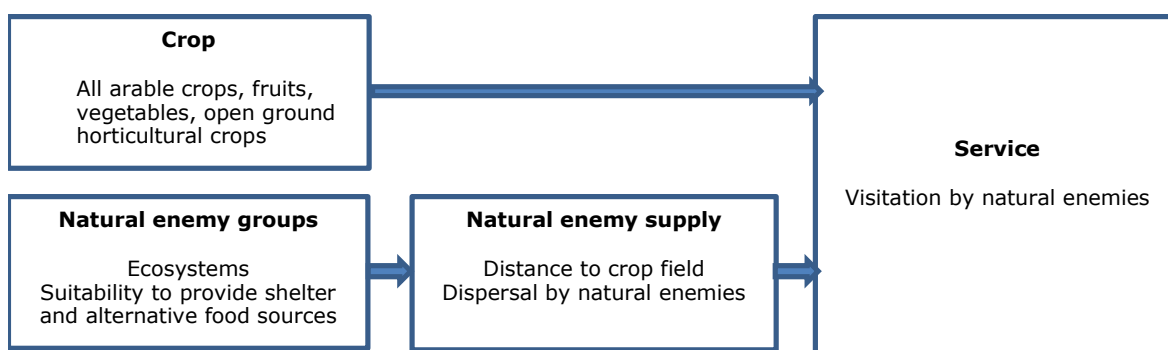 Crop
All arable crops, fruits,
vegetables, open ground
horticultural crops
Service
Visitation by natural enemies
Natural enemy groups
Ecosystems
Suitability to provide shelter
and alternative food sources
Natural enemy supply
Distance to crop field
Dispersal by natural enemies